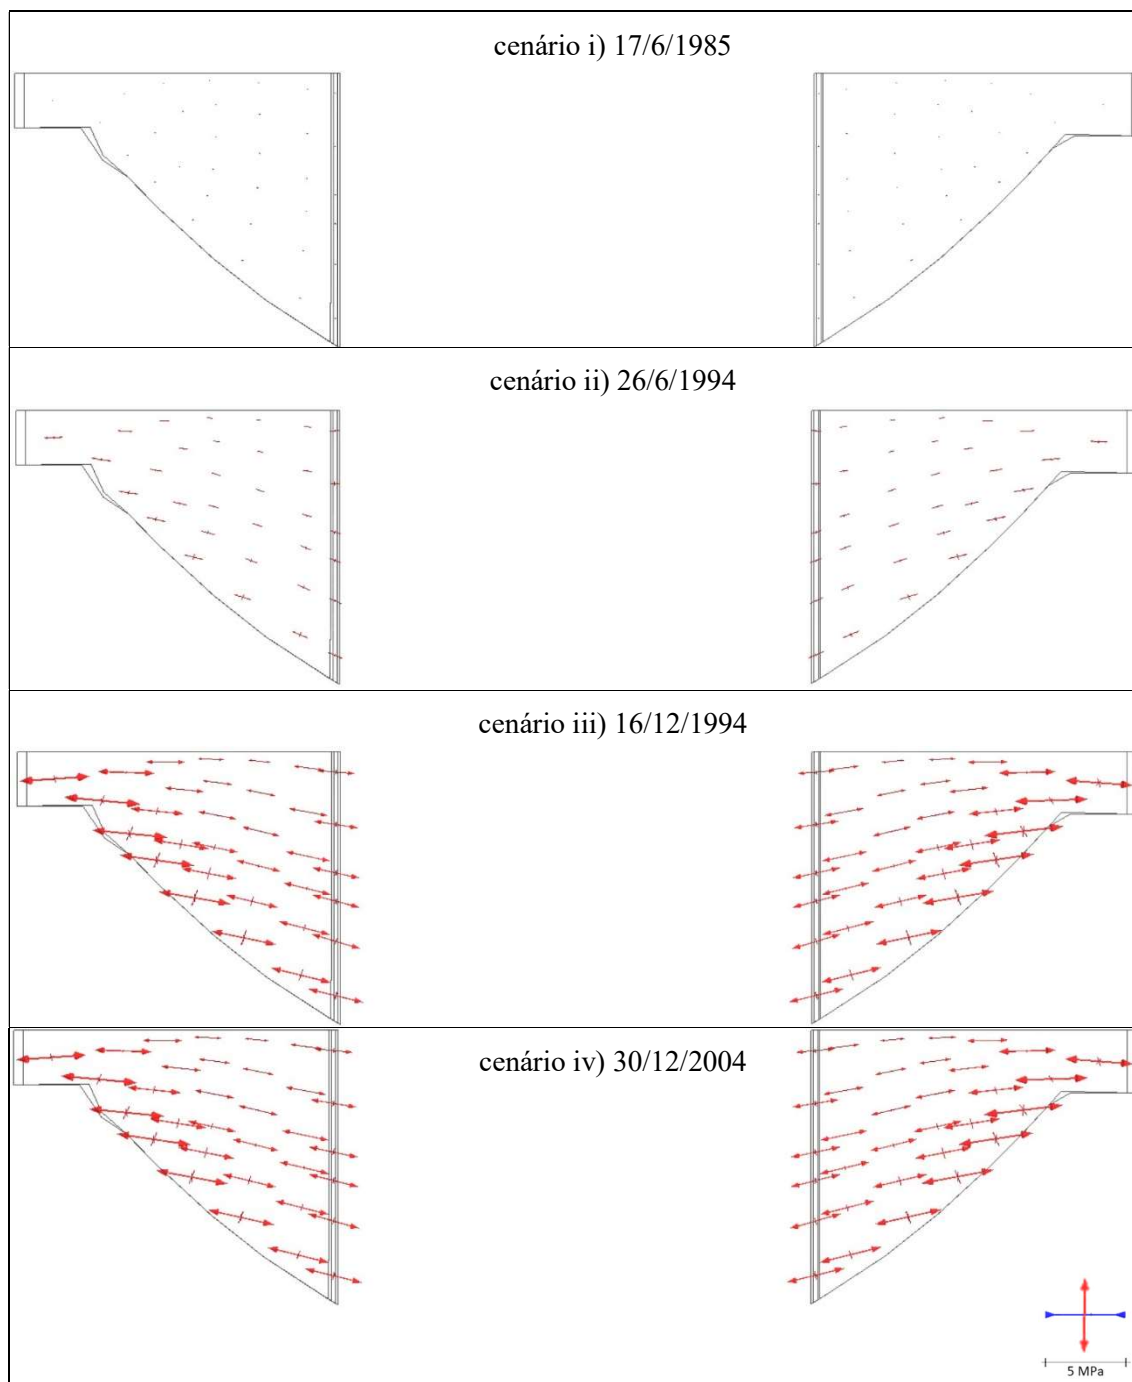 cenário i) 17/6/1985
cenário ii) 26/6/1994
cenário iii) 16/12/1994
cenário iv) 30/12/2004
5 MPa